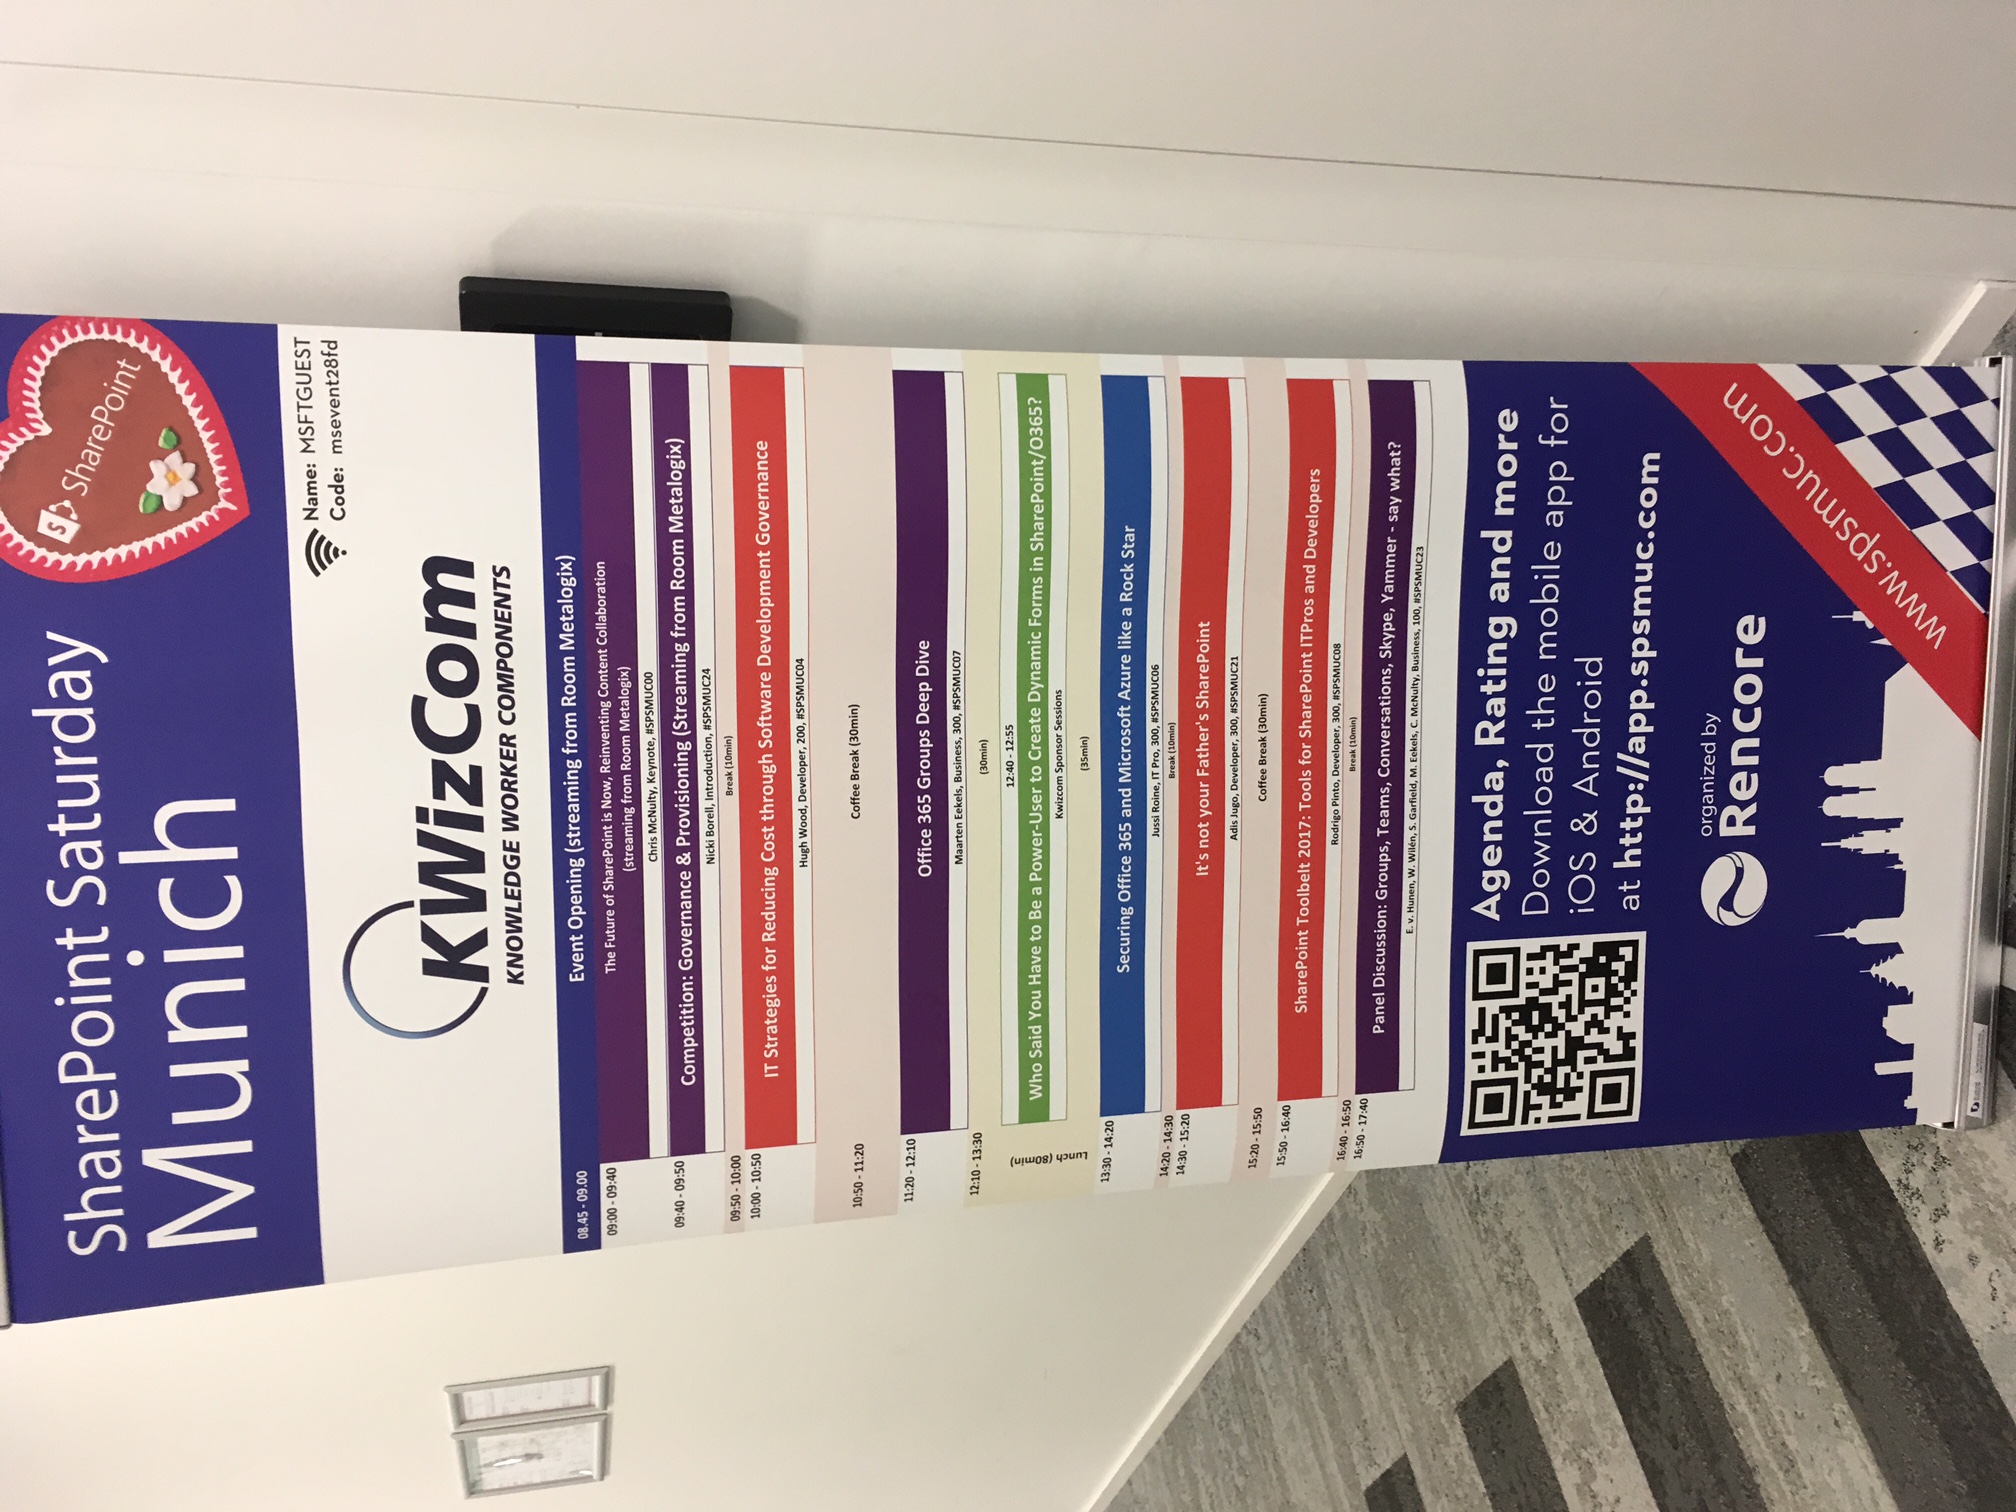 SharePoint Saturday
Munich
S SharePoint
Name: MSFTGUEST
Code: msevent28fd
KWizCom
KNOWLEDGE WORKER COMPONENTS
08.45 - 09.00 Event Opening (streaming from Room Metalogix)
09:00 - 09:40 The Future of SharePoint is Now, Reinventing Content Collaboration
(streaming from Room Metalogix)
Chris McNulty, Keynote, #SPSMUC00
09:40 - 09:50 Competition: Governance & Provisioning (Streaming from Room Metalogix)
Nicki Borell, Introduction, #SPSMUC24
09:50 - 10:00 Break (10min)
10:00 - 10:50 IT Strategies for Reducing Cost through Software Development Governance
Hugh Wood, Developer, 200, #SPSMUC04
10:50 - 11:20 Coffee Break (30min)
11:20 - 12:10 Office 365 Groups Deep Dive
Maarten Eekels, Business, 300, #SPSMUC07
12:10 - 13:30 (30min)
Lunch (80min)
12:40 - 12:55
Who Said You Have to Be a Power-User to Create Dynamic Forms in SharePoint/O365?
Kwizcom Sponsor Sessions
(35min)
13:30 - 14:20 Securing Office 365 and Microsoft Azure like a Rock Star
Jussi Roine, IT Pro, 300, #SPSMUC06
14:20 - 14:30 Break (10min)
14:30 - 15:20 It's not your Father's SharePoint
Adis Jugo, Developer, 300, #SPSMUC21
15:20 - 15:50 Coffee Break (30min)
15:50 - 16:40 SharePoint Toolbelt 2017: Tools for SharePoint ITPros and Developers
Rodrigo Pinto, Developer, 300, #SPSMUC08
16:40 - 16:50 Break (10min)
16:50 - 17:40 Panel Discussion: Groups, Teams, Conversations, Skype, Yammer - say what?
E. v. Hunen, W. Wilén, S. Garfield, M. Eekels, C. McNulty, Business, 100, #SPSMUC23
Agenda, Rating and more
Download the mobile app for
iOS & Android
at http://app.spsmuc.com
organized by
Rencore
www.spsmuc.com